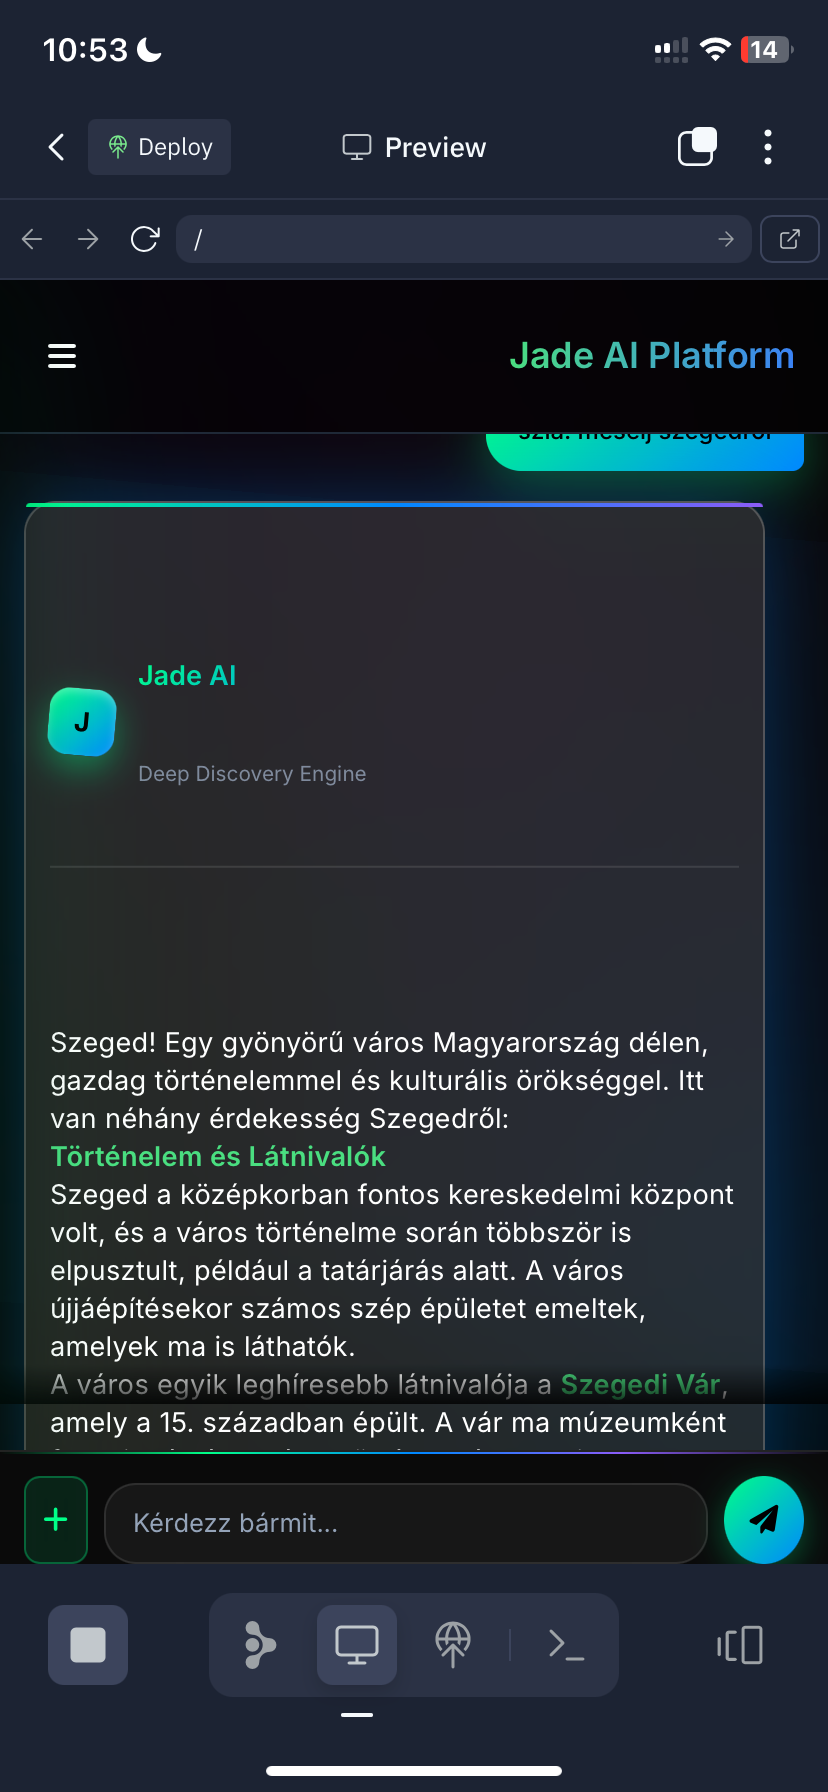 10:53
14
Deploy
Preview
/
Jade AI Platform
szia! mesélj szegedről
Jade AI
J
Deep Discovery Engine
Szeged! Egy gyönyörű város Magyarország délen,
gazdag történelemmel és kulturális örökséggel. Itt
van néhány érdekesség Szegedről:
Történelem és Látnivalók
Szeged a középkorban fontos kereskedelmi központ
volt, és a város történelme során többször is
elpusztult, például a tatárjárás alatt. A város
újjáépítésekor számos szép épületet emeltek,
amelyek ma is láthatók.
A város egyik leghíresebb látnivalója a Szegedi Vár,
amely a 15. században épült. A vár ma múzeumként
Kérdezz bármit...